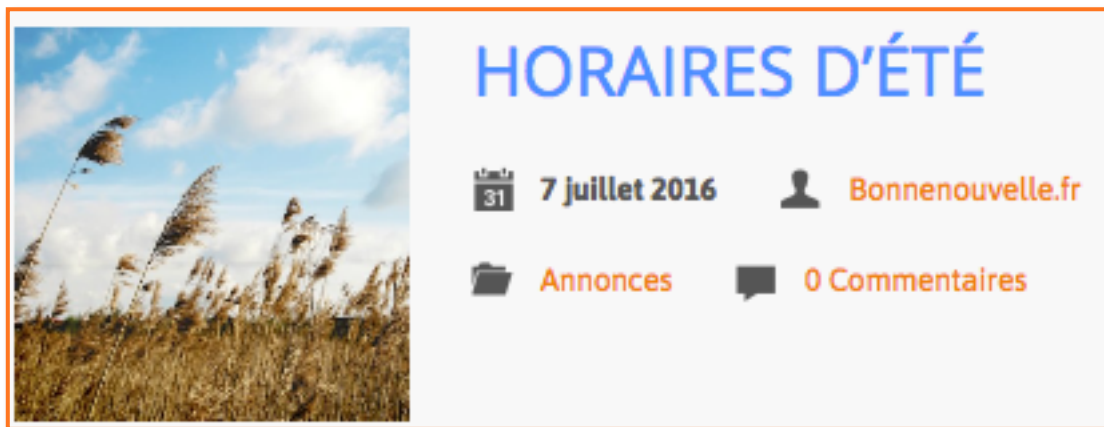 HORAIRES D'ÉTÉ
31 7 juillet 2016 Bonnenouvelle.fr
Annonces 0 Commentaires